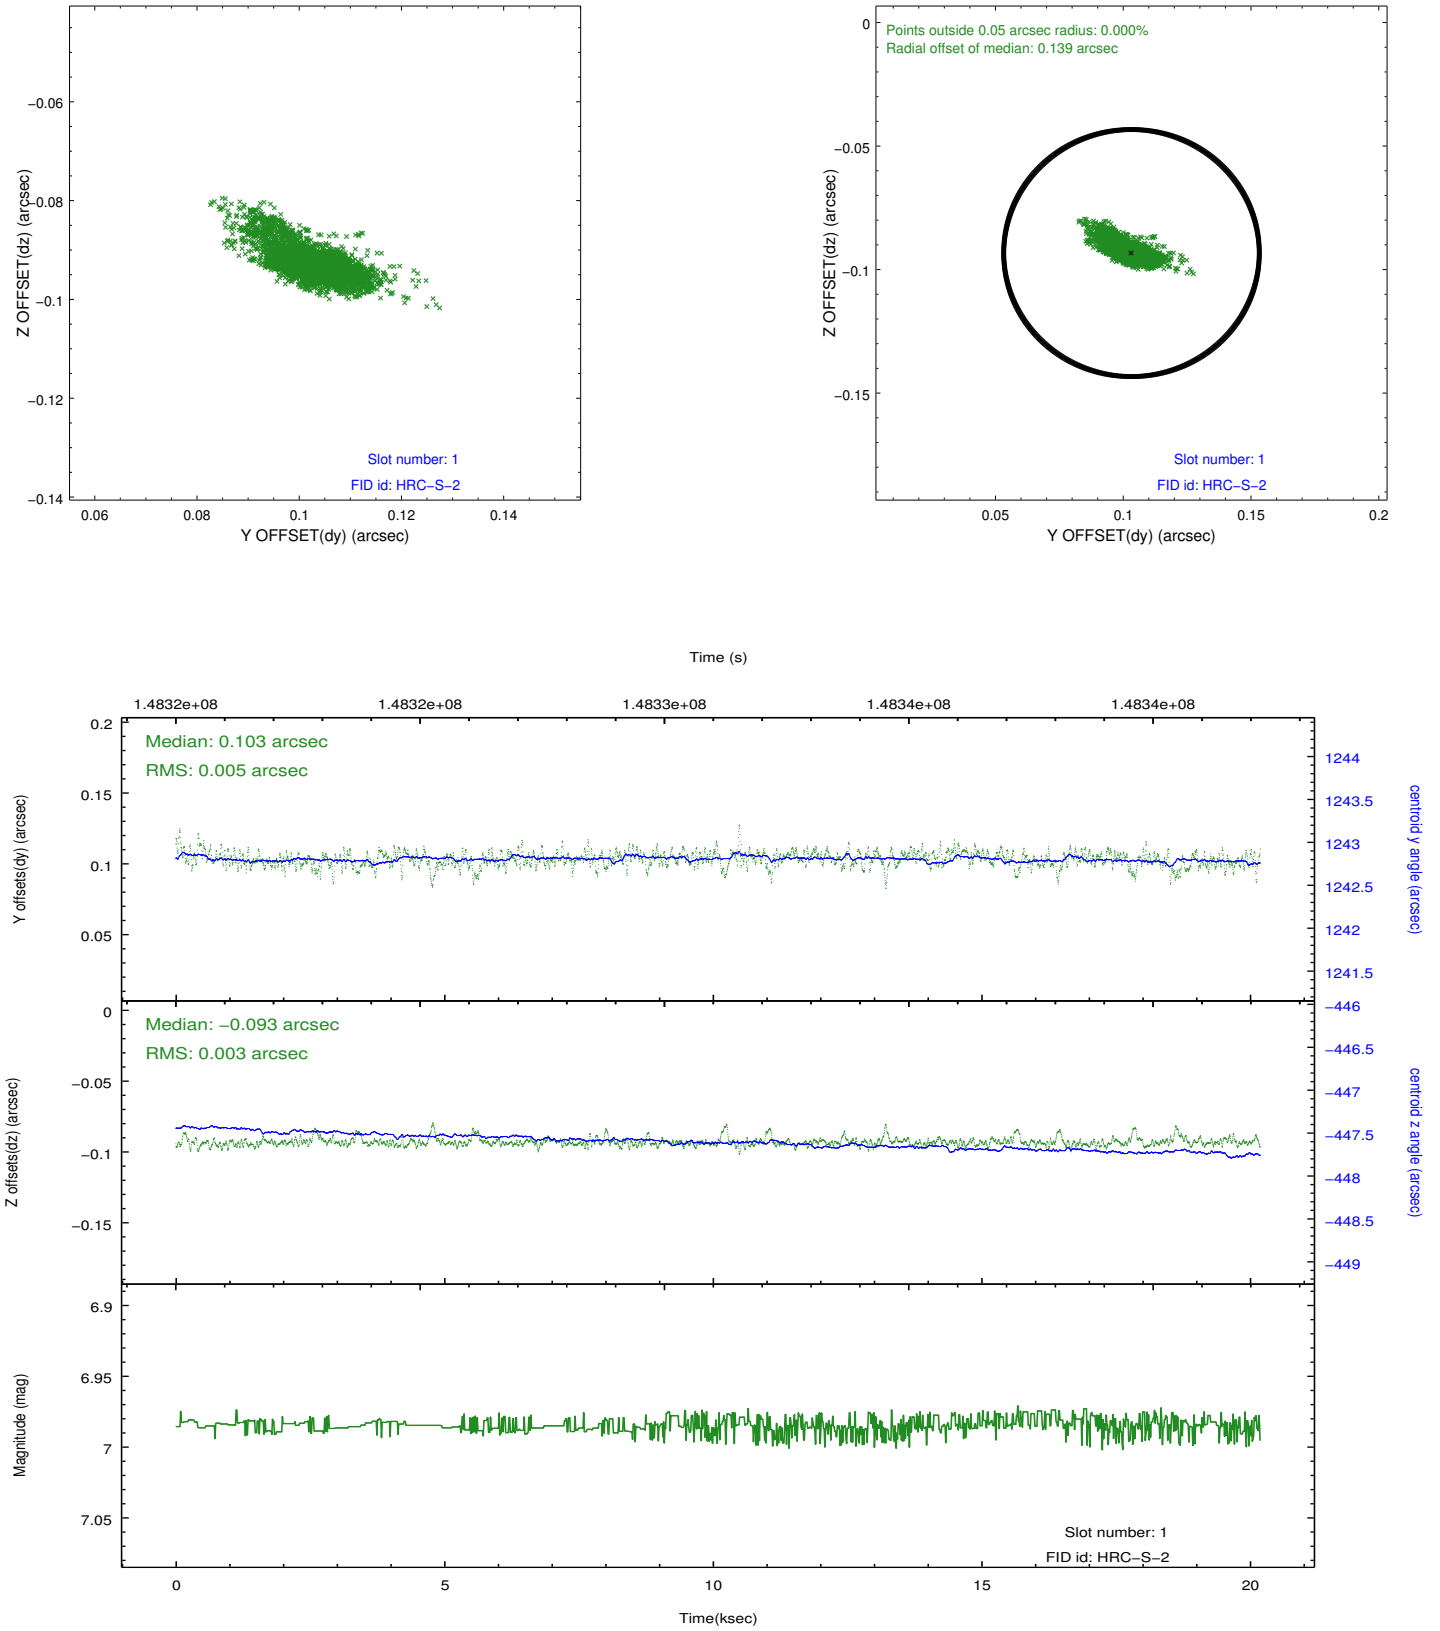 −0.06
−0.08
−0.1
−0.12
−0.14
Z OFFSET(dz) (arcsec)
Slot number: 1
FID id: HRC−S−2
0.06 0.08 0.1 0.12 0.14
Y OFFSET(dy) (arcsec)
Points outside 0.05 arcsec radius: 0.000%
Radial offset of median: 0.139 arcsec
0
−0.05
−0.1
−0.15
Z OFFSET(dz) (arcsec)
Slot number: 1
FID id: HRC−S−2
0.05 0.1 0.15 0.2
Y OFFSET(dy) (arcsec)
Time (s)
1.4832e+08 1.4832e+08 1.4833e+08 1.4834e+08 1.4834e+08
Median: 0.103 arcsec
RMS: 0.005 arcsec
0.2
0.15
0.1
0.05
Y offsets(dy) (arcsec)
1244
1243.5
1243
1242.5
1242
1241.5
centroid y angle (arcsec)
Median: −0.093 arcsec
RMS: 0.003 arcsec
0
−0.05
−0.1
−0.15
Z offsets(dz) (arcsec)
−446
−446.5
−447
−447.5
−448
−448.5
−449
centroid z angle (arcsec)
6.9
6.95
7
7.05
Magnitude (mag)
Slot number: 1
FID id: HRC−S−2
0 5 10 15 20
Time(ksec)